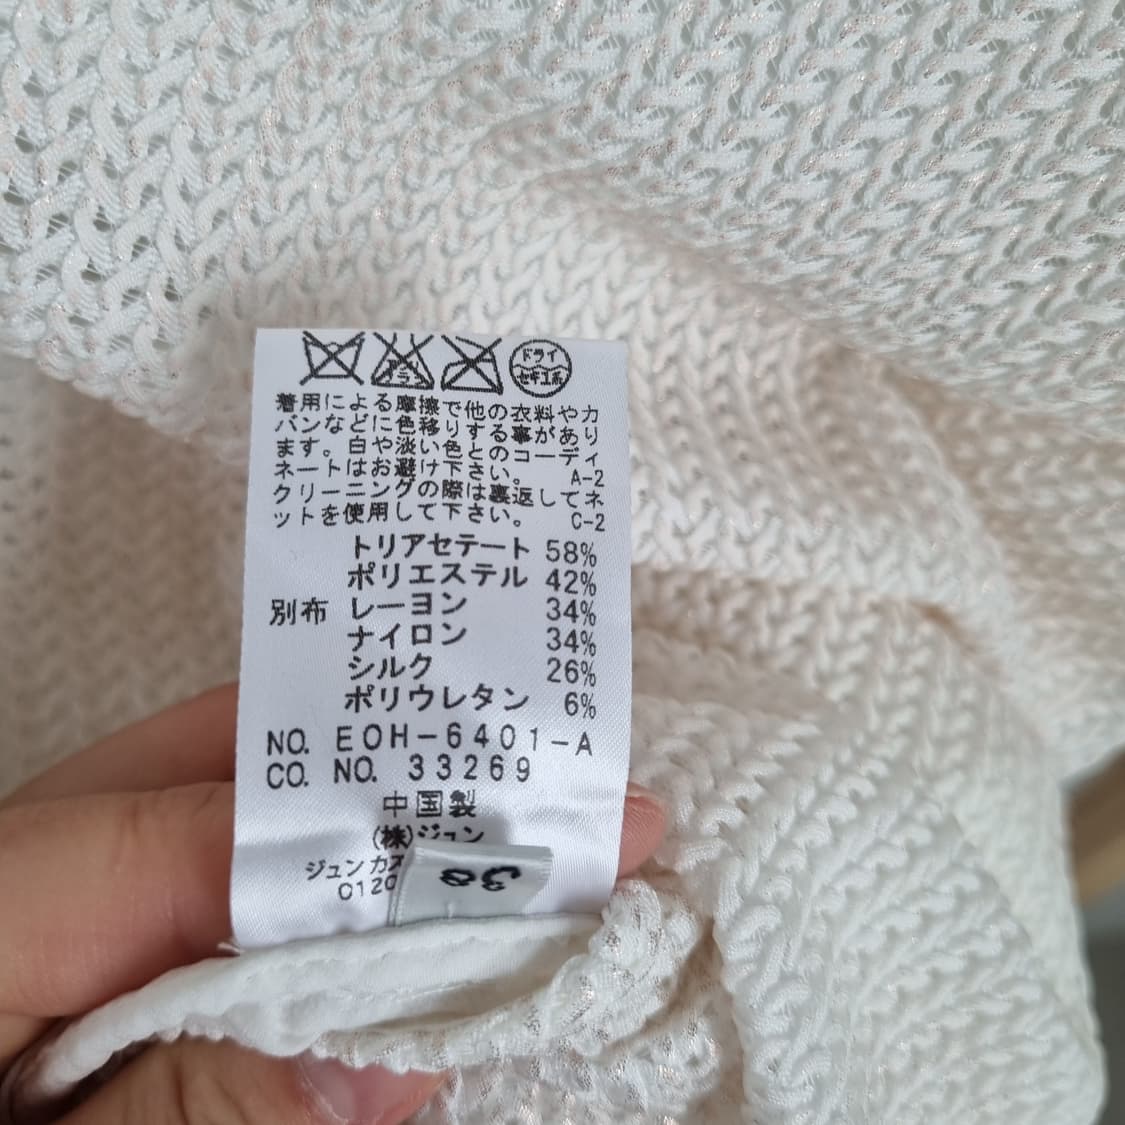 ドライ
セキユ系
着用による摩擦で他の衣料やカ
バンなどに色移りする事があり
ます。白や淡い色とのコーディ
ネートはお避け下さい。 A-2
クリーニングの際は裏返してネ
ットを使用して下さい。 C-2
トリアセテート 58%
ポリエステル 42%
別布 レーヨン 34%
ナイロン 34%
シルク 26%
ポリウレタン 6%
NO. EOH-6401-A
CO. NO. 33269
中国製
(株)ジュン
ジュンカス
0120
38